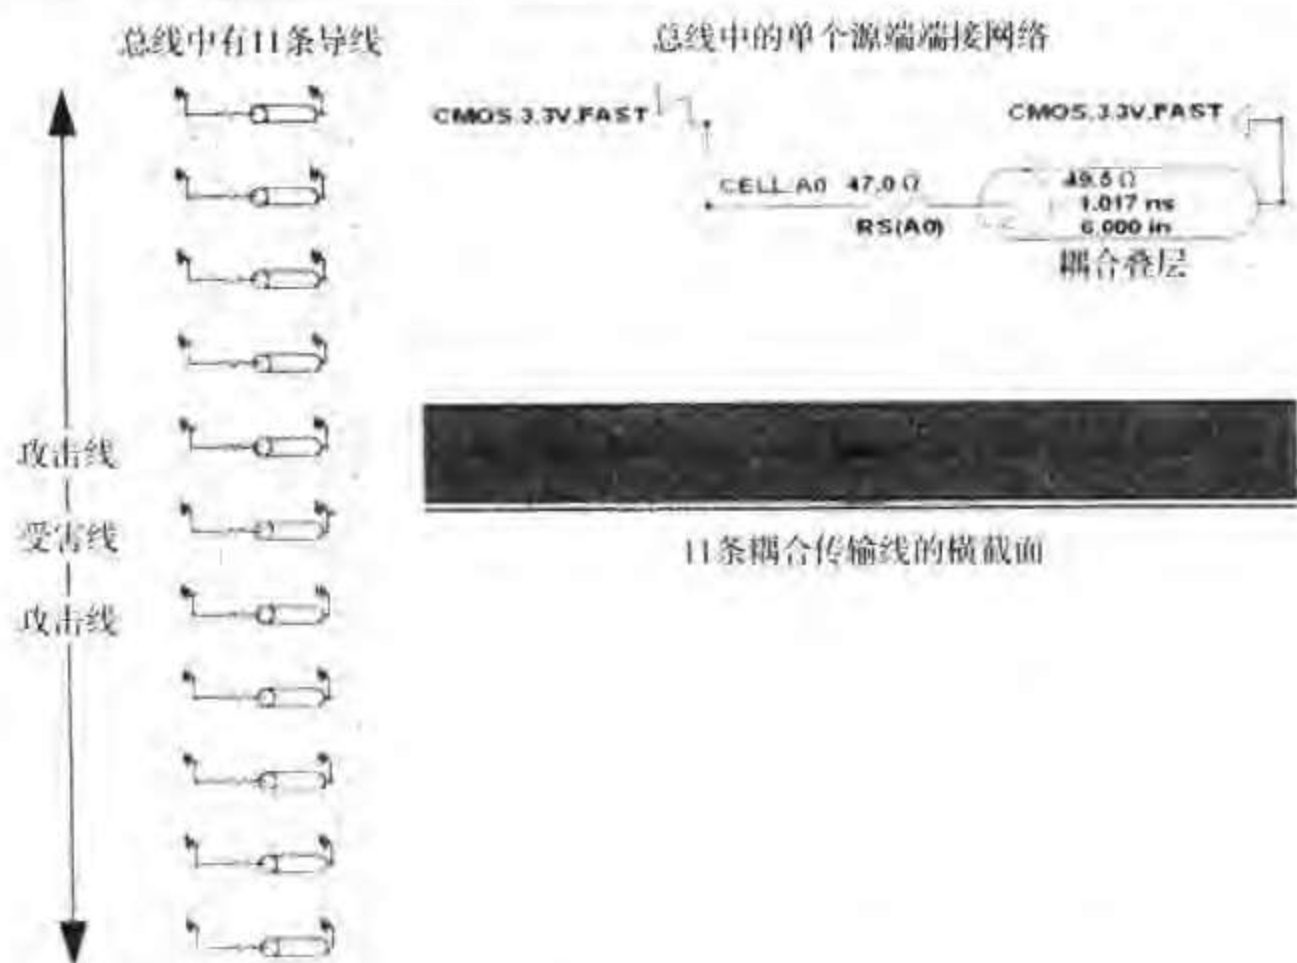 总线中有11条导线
总线中的单个源端端接网络
CMOS.3.3V.FAST
CMOS.3.3V.FAST
CELL:A0 47.0 Ω
RS(A0)
49.5 Ω
1.017 ns
6.000 in
耦合叠层
攻击线
受害线
攻击线
11条耦合传输线的横截面